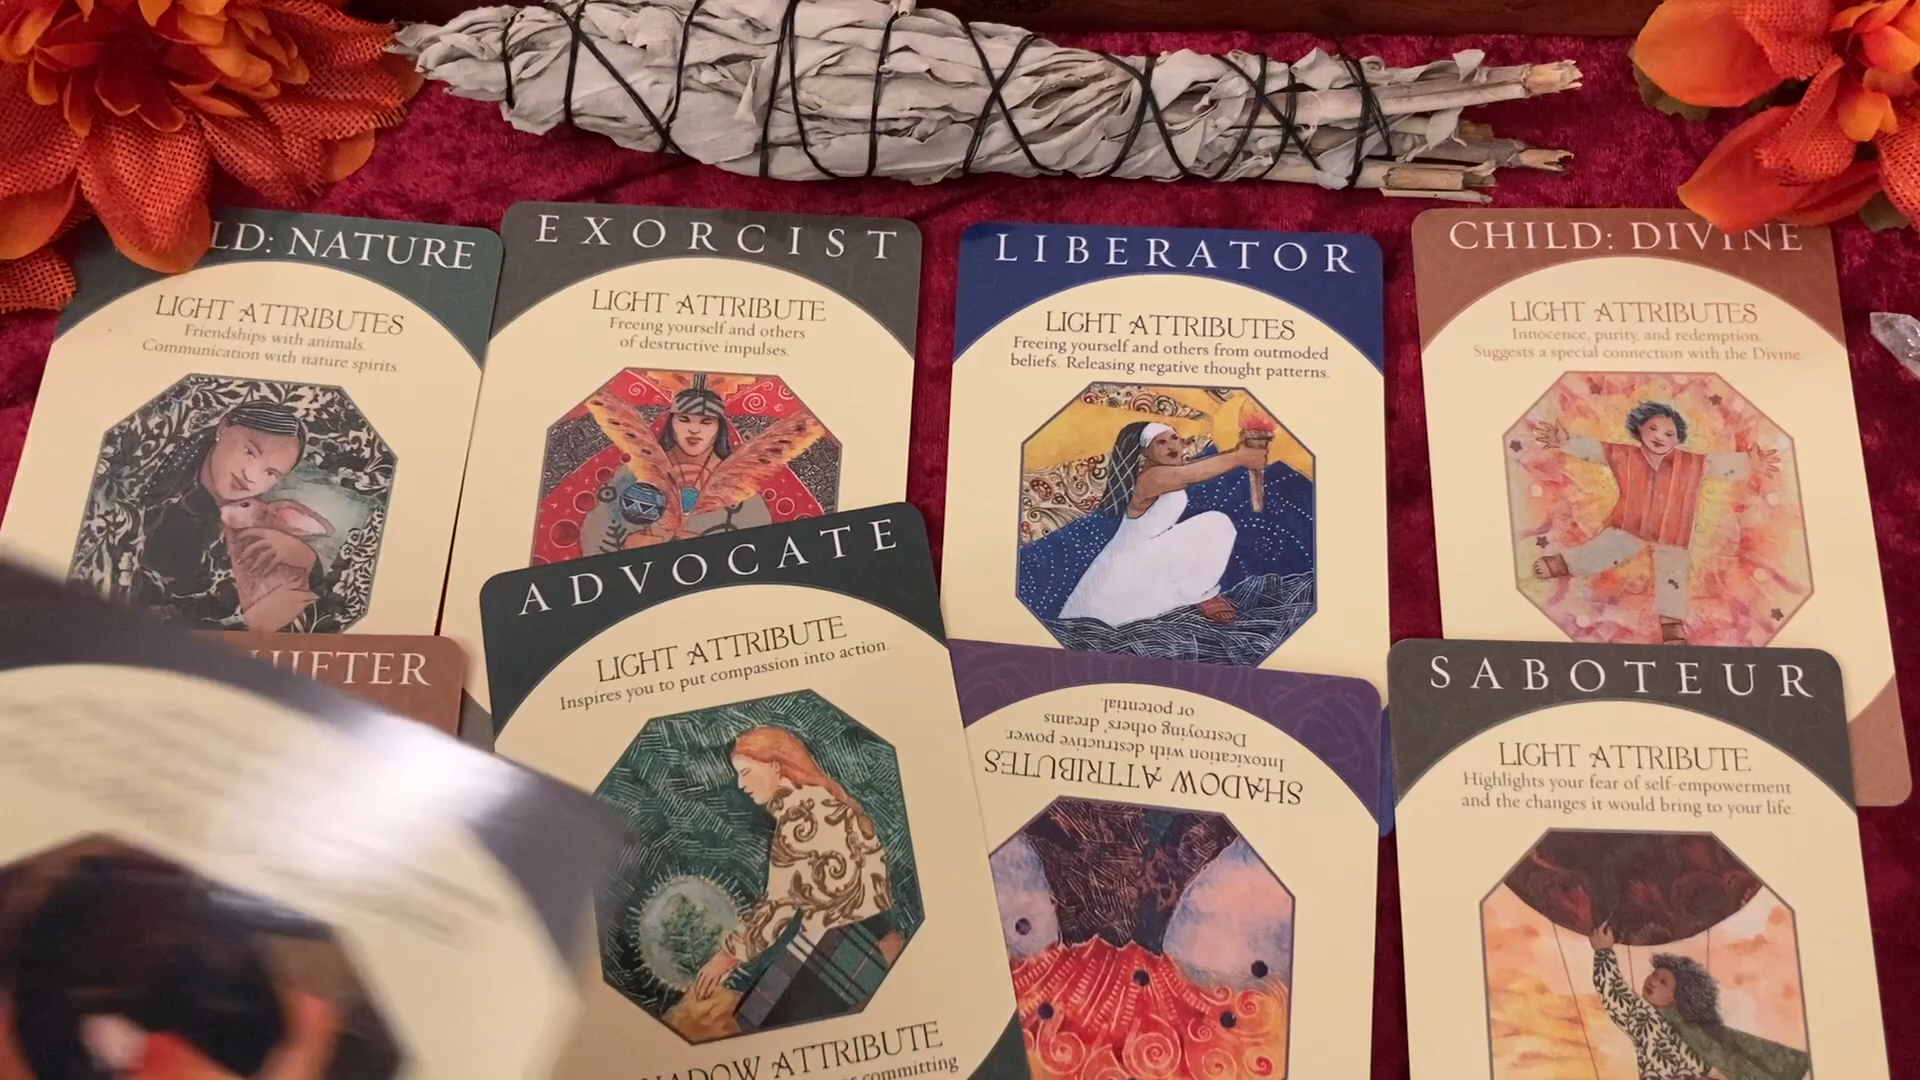 LD: NATURE
LIGHT ATTRIBUTES
Friendships with animals.
Communication with nature spirits.
EXORCIST
LIGHT ATTRIBUTE
Freeing yourself and others
of destructive impulses.
LIBERATOR
LIGHT ATTRIBUTES
Freeing yourself and others from outmoded
beliefs. Releasing negative thought patterns.
CHILD: DIVINE
LIGHT ATTRIBUTES
Innocence, purity, and redemption.
Suggests a special connection with the Divine.
IFTER
ADVOCATE
LIGHT ATTRIBUTE
Inspires you to put compassion into action.
HADOW ATTRIBUTE
committing
SHADOW ATTRIBUTES
Intoxication with destructive power.
Destroying others' dreams
or potential.
SABOTEUR
LIGHT ATTRIBUTE
Highlights your fear of self-empowerment
and the changes it would bring to your life.